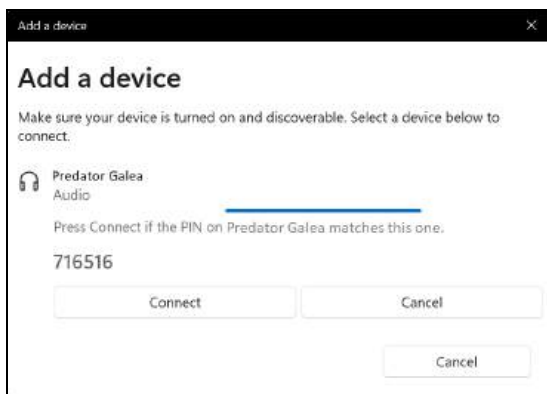 Add a device
Add a device
Make sure your device is turned on and discoverable. Select a device below to
connect.
Predator Galea
Audio
Press Connect if the PIN on Predator Galea matches this one.
716516
Connect Cancel
Cancel